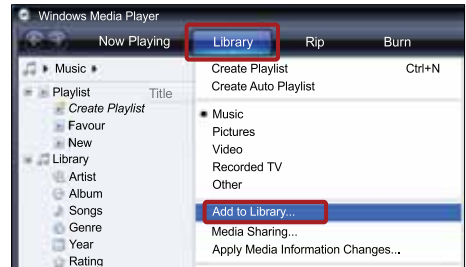 Windows Media Player
Now Playing Library Rip Burn
Music
Playlist Title
Create Playlist
Favour
New
Library
Artist
Album
Songs
Genre
Year
Rating
Create Playlist Ctrl+N
Create Auto Playlist
Music
Pictures
Video
Recorded TV
Other
Add to Library...
Media Sharing...
Apply Media Information Changes...